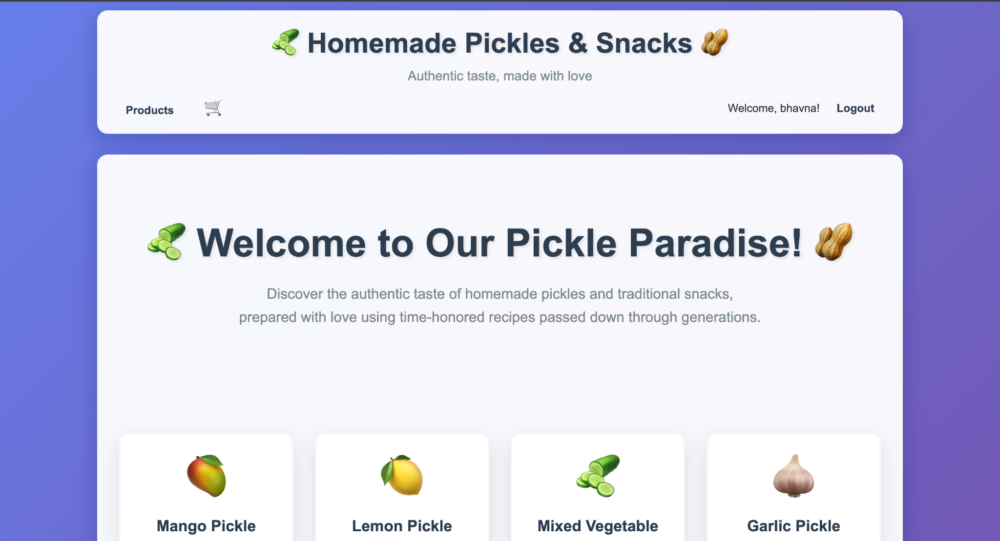 Homemade Pickles & Snacks
Authentic taste, made with love
Products
Welcome, bhavna!
Logout
Welcome to Our Pickle Paradise!
Discover the authentic taste of homemade pickles and traditional snacks,
prepared with love using time-honored recipes passed down through generations.
Mango Pickle
Lemon Pickle
Mixed Vegetable
Garlic Pickle